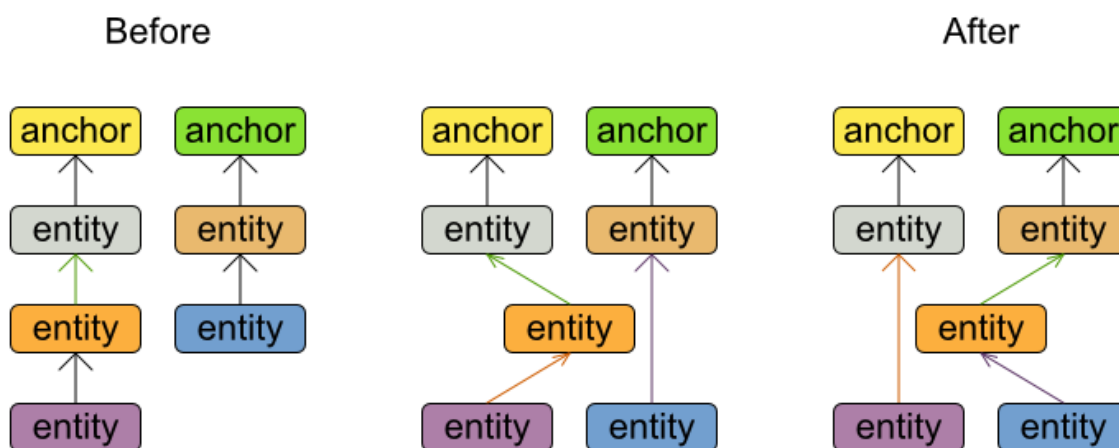 Before After
anchor anchor anchor anchor anchor anchor
entity entity entity entity entity entity
entity entity entity entity
entity entity entity entity entity